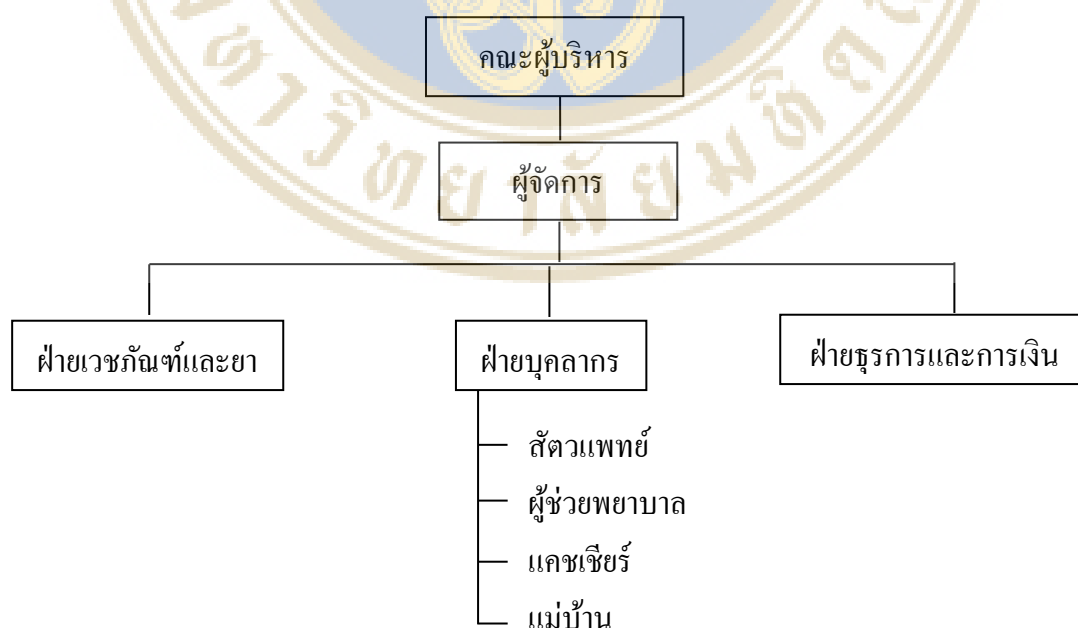 คณะผู้บริหาร
ผู้จัดการ
ฝ่ายเวชภัณฑ์และยา
ฝ่ายบุคลากร
ฝ่ายธุรการและการเงิน
สัตวแพทย์
ผู้ช่วยพยาบาล
แคชเชียร์
แม่บ้าน